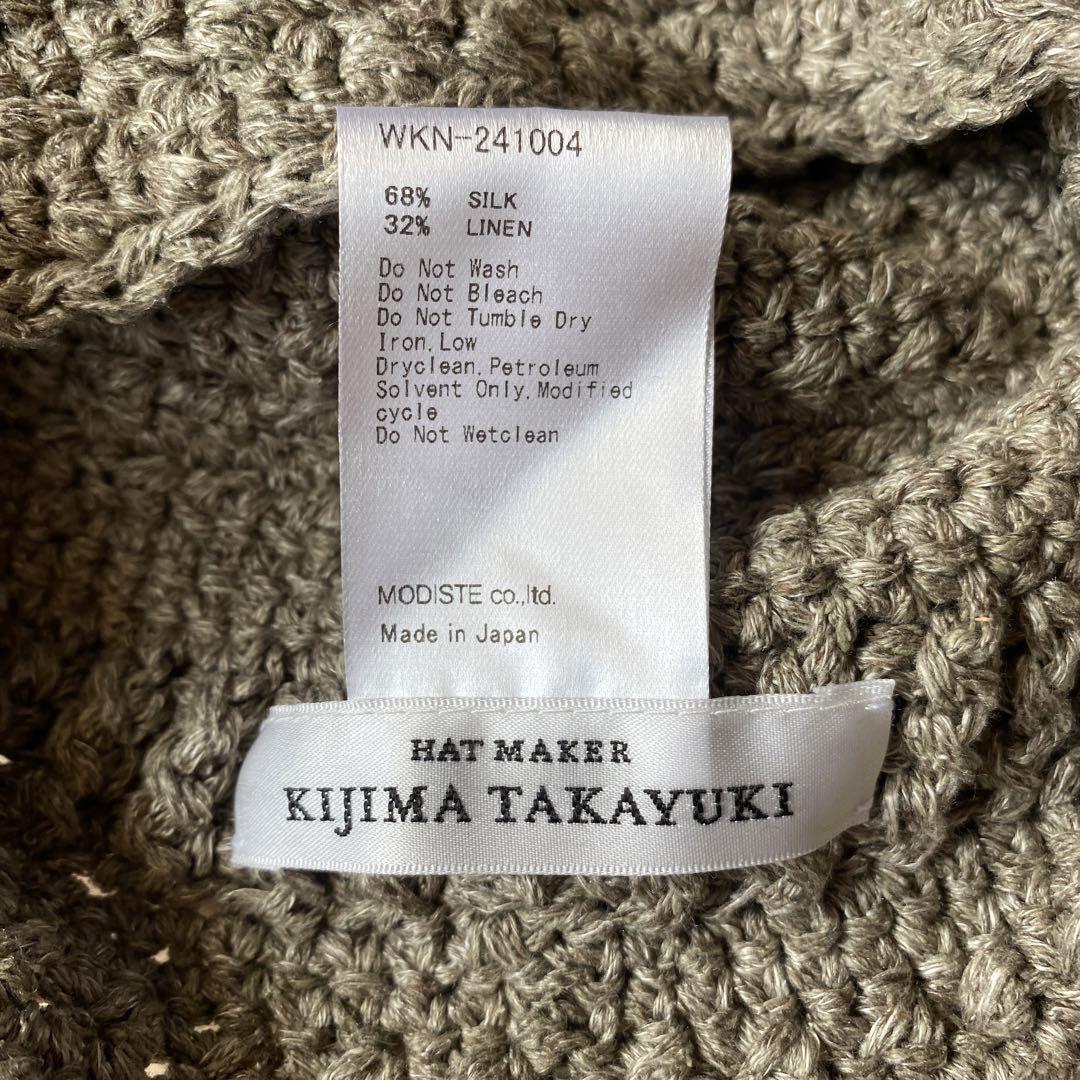 WKN-241004
68% SILK
32% LINEN
Do Not Wash
Do Not Bleach
Do Not Tumble Dry
Iron, Low
Dryclean, Petroleum
Solvent Only, Modified
cycle
Do Not Wetclean
MODISTE co.,ltd.
Made in Japan
HAT MAKER
KIJIMA TAKAYUKI